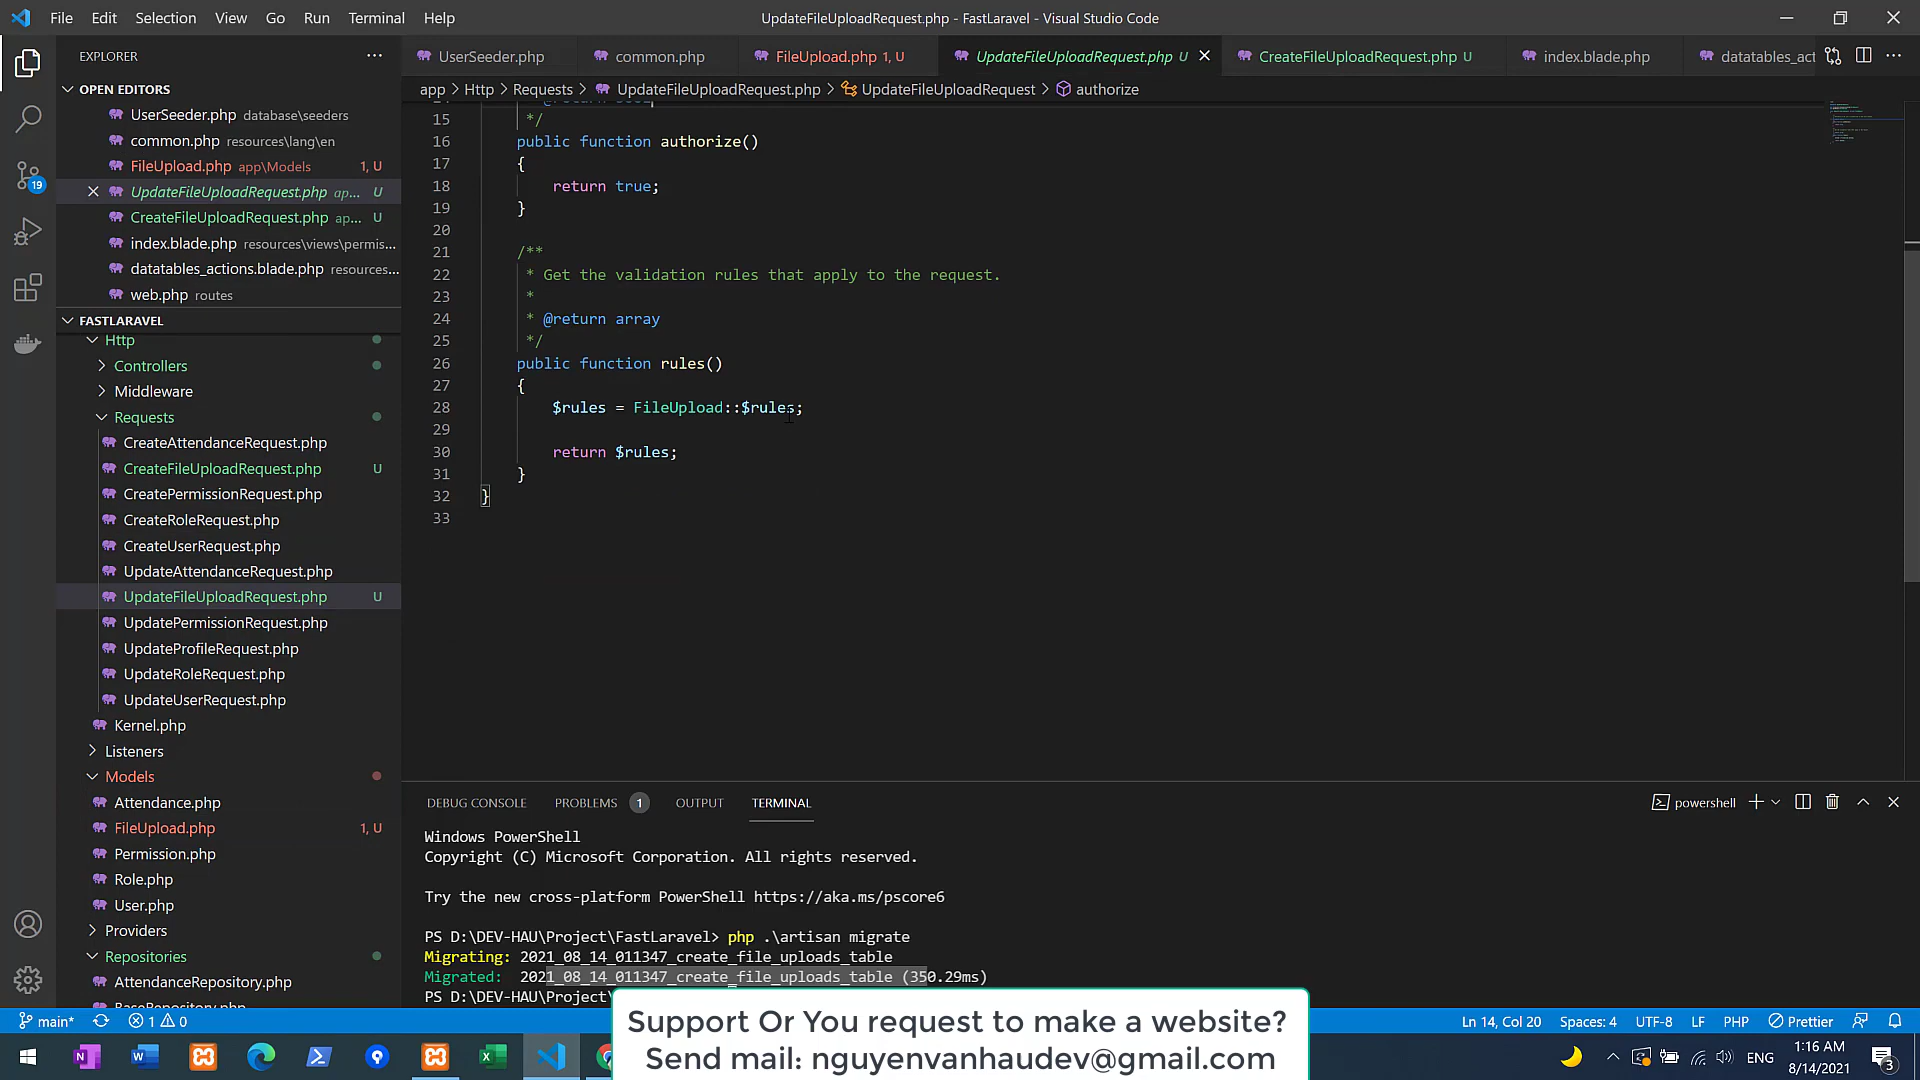 File Edit Selection View Go Run Terminal Help
UpdateFileUploadRequest.php - FastLaravel - Visual Studio Code
EXPLORER
UserSeeder.php common.php FileUpload.php 1, U UpdateFileUploadRequest.php U CreateFileUploadRequest.php U index.blade.php datatables_act
app > Http > Requests > UpdateFileUploadRequest.php > UpdateFileUploadRequest > authorize
OPEN EDITORS
UserSeeder.php database\seeders
common.php resources\lang\en
FileUpload.php app\Models 1, U
UpdateFileUploadRequest.php ap... U
CreateFileUploadRequest.php ap... U
index.blade.php resources\views\permis...
datatables_actions.blade.php resources...
web.php routes
FASTLARAVEL
Http
Controllers
Middleware
Requests
CreateAttendanceRequest.php
CreateFileUploadRequest.php U
CreatePermissionRequest.php
CreateRoleRequest.php
CreateUserRequest.php
UpdateAttendanceRequest.php
UpdateFileUploadRequest.php U
UpdatePermissionRequest.php
UpdateProfileRequest.php
UpdateRoleRequest.php
UpdateUserRequest.php
Kernel.php
Listeners
Models
Attendance.php
FileUpload.php 1, U
Permission.php
Role.php
User.php
Providers
Repositories
AttendanceRepository.php
BaseRepository.php
15 */
16 public function authorize()
17 {
18 return true;
19 }
20
21 /**
22 * Get the validation rules that apply to the request.
23 *
24 * @return array
25 */
26 public function rules()
27 {
28 $rules = FileUpload::$rules;
29
30 return $rules;
31 }
32 }
33
DEBUG CONSOLE PROBLEMS 1 OUTPUT TERMINAL powershell
Windows PowerShell
Copyright (C) Microsoft Corporation. All rights reserved.
Try the new cross-platform PowerShell https://aka.ms/pscore6
PS D:\DEV-HAU\Project\FastLaravel> php .\artisan migrate
Migrating: 2021_08_14_011347_create_file_uploads_table
Migrated: 2021_08_14_011347_create_file_uploads_table (350.29ms)
PS D:\DEV-HAU\Project\
19
main* 1 0 Ln 14, Col 20 Spaces: 4 UTF-8 LF PHP Prettier
Support Or You request to make a website?
Send mail: nguyenvanhaudev@gmail.com
ENG
1:16 AM
8/14/2021
3